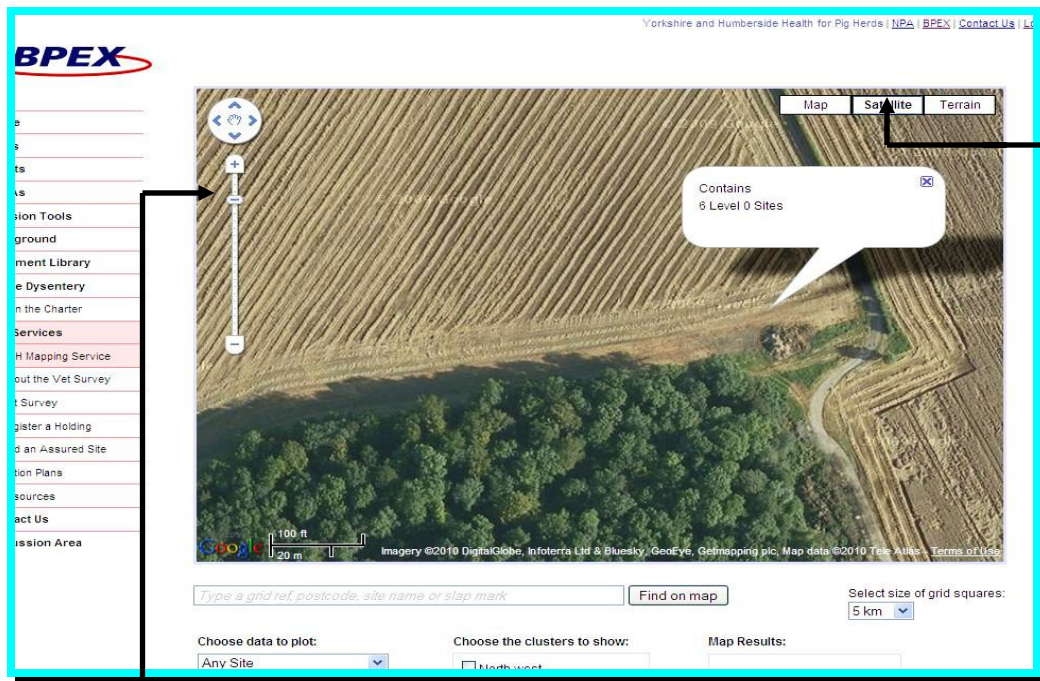 Yorkshire and Humberside Health for Pig Herds | NPA | BPEX | Contact Us |
BPEX
sion Tools
ground
ment Library
e Dysentery
n the Charter
Services
H Mapping Service
out the Vet Survey
t Survey
gister a Holding
d an Assured Site
tion Plans
sources
act Us
ussion Area
Map Satellite Terrain
Contains
6 Level 0 Sites
100 ft
20 m
Google
Imagery ©2010 DigitalGlobe, Infoterra Ltd & Bluesky, GeoEye, Getmapping plc, Map data ©2010 Tele Atlas - Terms of Use
Type a grid ref, postcode, site name or slap mark Find on map
Select size of grid squares:
5 km
Choose data to plot: Choose the clusters to show: Map Results:
Any Site North west